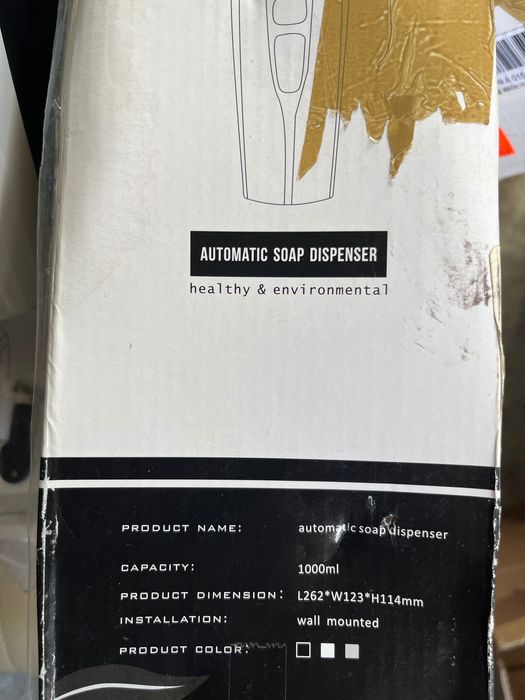 AUTOMATIC SOAP DISPENSER
healthy & environmental
PRODUCT NAME: automatic soap dispenser
CAPACITY: 1000ml
PRODUCT DIMENSION: L262*W123*H114mm
INSTALLATION: wall mounted
PRODUCT COLOR: